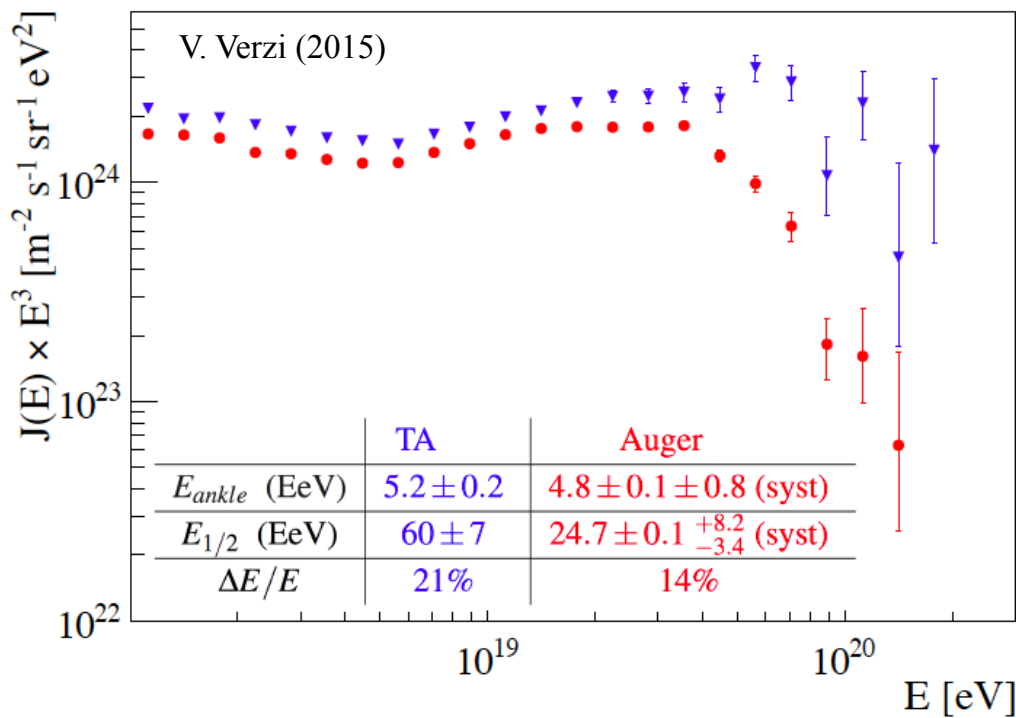 V. Verzi (2015)
J(E) × E³ [m⁻² s⁻¹ sr⁻¹ eV²]
10²⁴
10²³
10²²
TA Auger
E_ankle (EeV) 5.2 ± 0.2 4.8 ± 0.1 ± 0.8 (syst)
E_1/2 (EeV) 60 ± 7 24.7 ± 0.1 +8.2 −3.4 (syst)
ΔE/E 21% 14%
10¹⁹ 10²⁰
E [eV]